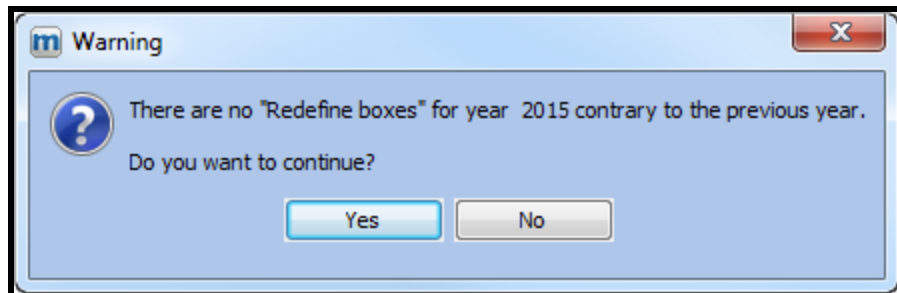 m Warning
x
There are no "Redefine boxes" for year  2015 contrary to the previous year.
Do you want to continue?
Yes
No